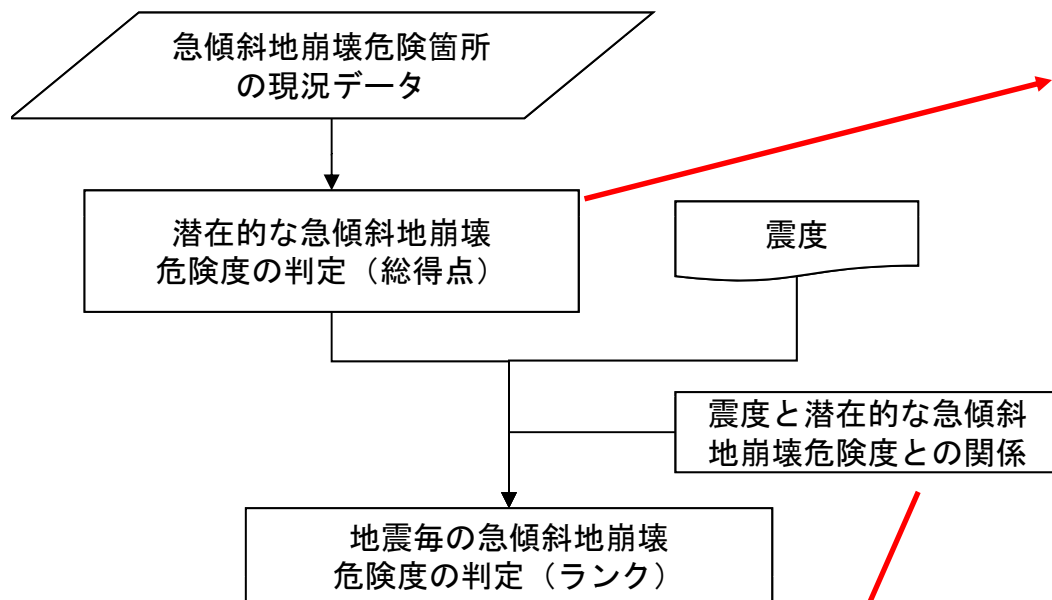 急傾斜地崩壊危険箇所
の現況データ
潜在的な急傾斜地崩壊
危険度の判定（総得点）
震度
震度と潜在的な急傾斜
地崩壊危険度との関係
地震毎の急傾斜地崩壊
危険度の判定（ランク）